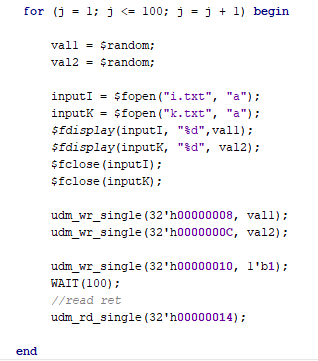 for (j = 1; j <= 100; j = j + 1) begin
val1 = $random;
val2 = $random;
inputI = $fopen("i.txt", "a");
inputK = $fopen("k.txt", "a");
$fdisplay(inputI, "%d",val1);
$fdisplay(inputK, "%d", val2);
$fclose(inputI);
$fclose(inputK);
udm_wr_single(32'h00000008, val1);
udm_wr_single(32'h0000000C, val2);
udm_wr_single(32'h00000010, 1'b1);
WAIT(100);
//read ret
udm_rd_single(32'h00000014);
end